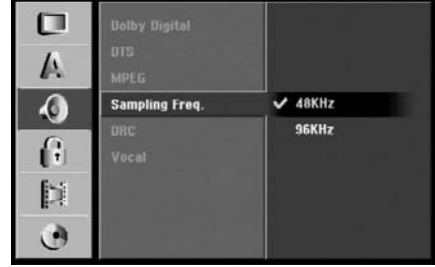 A
Dolby Digital
DTS
MPEG
Sampling Freq.
48KHz
96KHz
DRC
Vocal